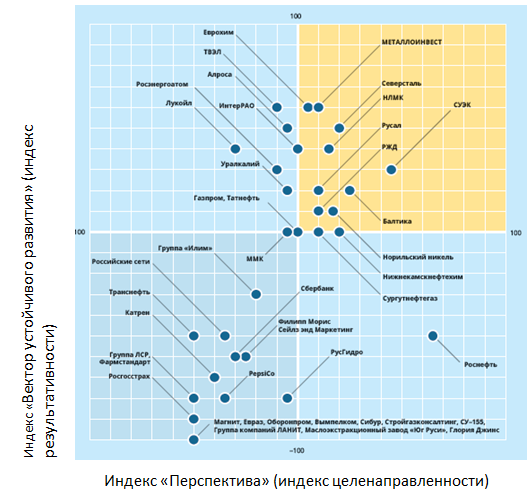 100
Еврохим
МЕТАЛЛОИНВЕСТ
ТВЭЛ
Алроса
Росэнергоатом
Северсталь
НЛМК
Лукойл
ИнтерРАО
СУЭК
Русал
РЖД
Уралкалий
Газпром, Татнефть
Балтика
100
100
Группа «Илим»
ММК
Норильский никель
Российские сети
Нижнекамскнефтехим
Транснефть
Сбербанк
Сургутнефтегаз
Катрен
Филипп Морис
Сейлз энд Маркетинг
Группа ЛСР,
Фармстандарт
PepsiCo
РусГидро
Роснефть
Росгосстрах
Магнит, Евраз, Оборонпром, Вымпелком, Сибур, Стройгазконсалтинг, СУ–155,
Группа компаний ЛАНИТ, Маслоэкстракционный завод «Юг Руси», Глория Джинс
–100
Индекс «Вектор устойчивого развития» (индекс
результативности)
Индекс «Перспектива» (индекс целенаправленности)